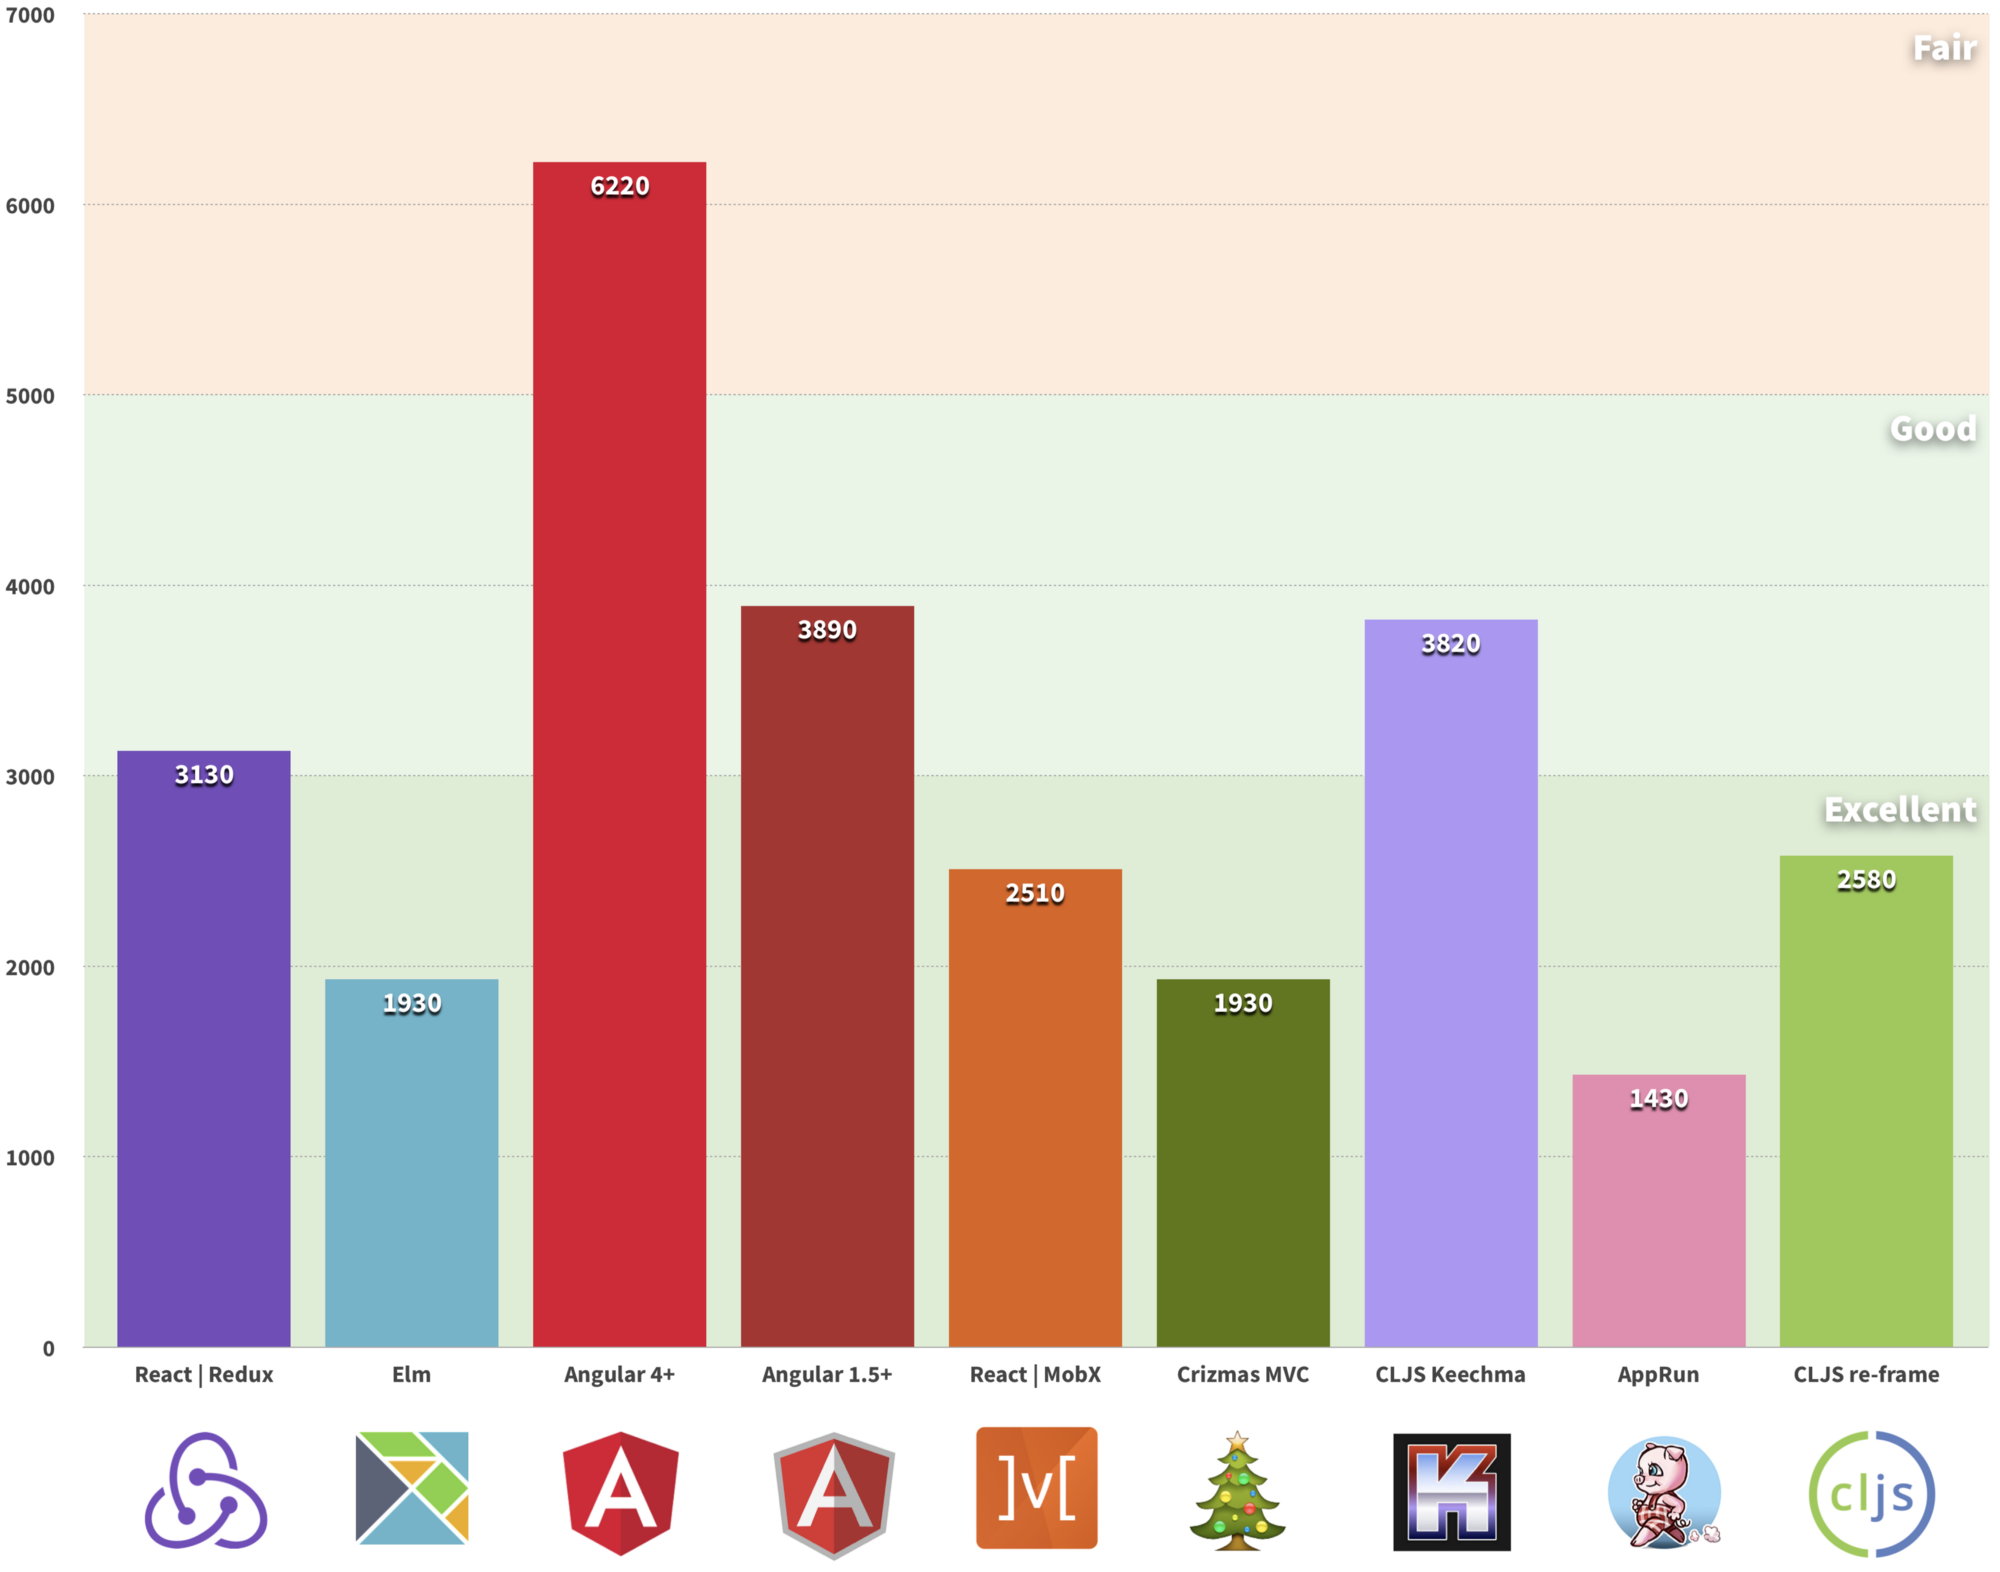 7000
Fair
6220
6000
5000
Good
4000
3890
3820
3130
3000
Excellent
2580
2510
2000
1930
1930
1430
1000
0
React | Redux
Elm
Angular 4+
Angular 1.5+
React | MobX
Crizmas MVC
CLJS Keechma
AppRun
CLJS re-frame
A
A
]v[
K
cljs